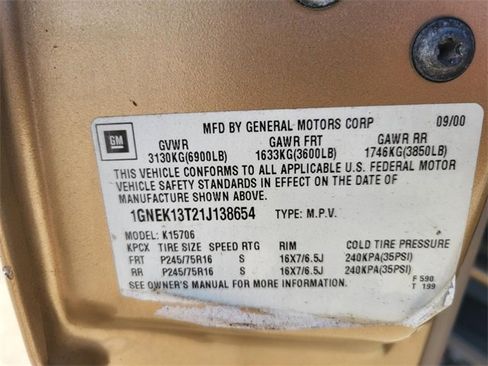 MFD BY GENERAL MOTORS CORP 09/00
GM
GVWR GAWR FRT GAWR RR
3130KG(6900LB) 1633KG(3600LB) 1746KG(3850LB)
THIS VEHICLE CONFORMS TO ALL APPLICABLE U.S. FEDERAL MOTOR
VEHICLE SAFETY STANDARDS IN EFFECT ON THE DATE OF
MANUFACTURE SHOWN ABOVE.
1GNEK13T21J138654 TYPE: M.P.V.
MODEL: K15706
KPCX TIRE SIZE SPEED RTG RIM COLD TIRE PRESSURE
FRT P245/75R16 S 16X7/6.5J 240KPA(35PSI)
RR P245/75R16 S 16X7/6.5J 240KPA(35PSI)
SEE OWNER'S MANUAL FOR MORE INFORMATION. F 590
T 199